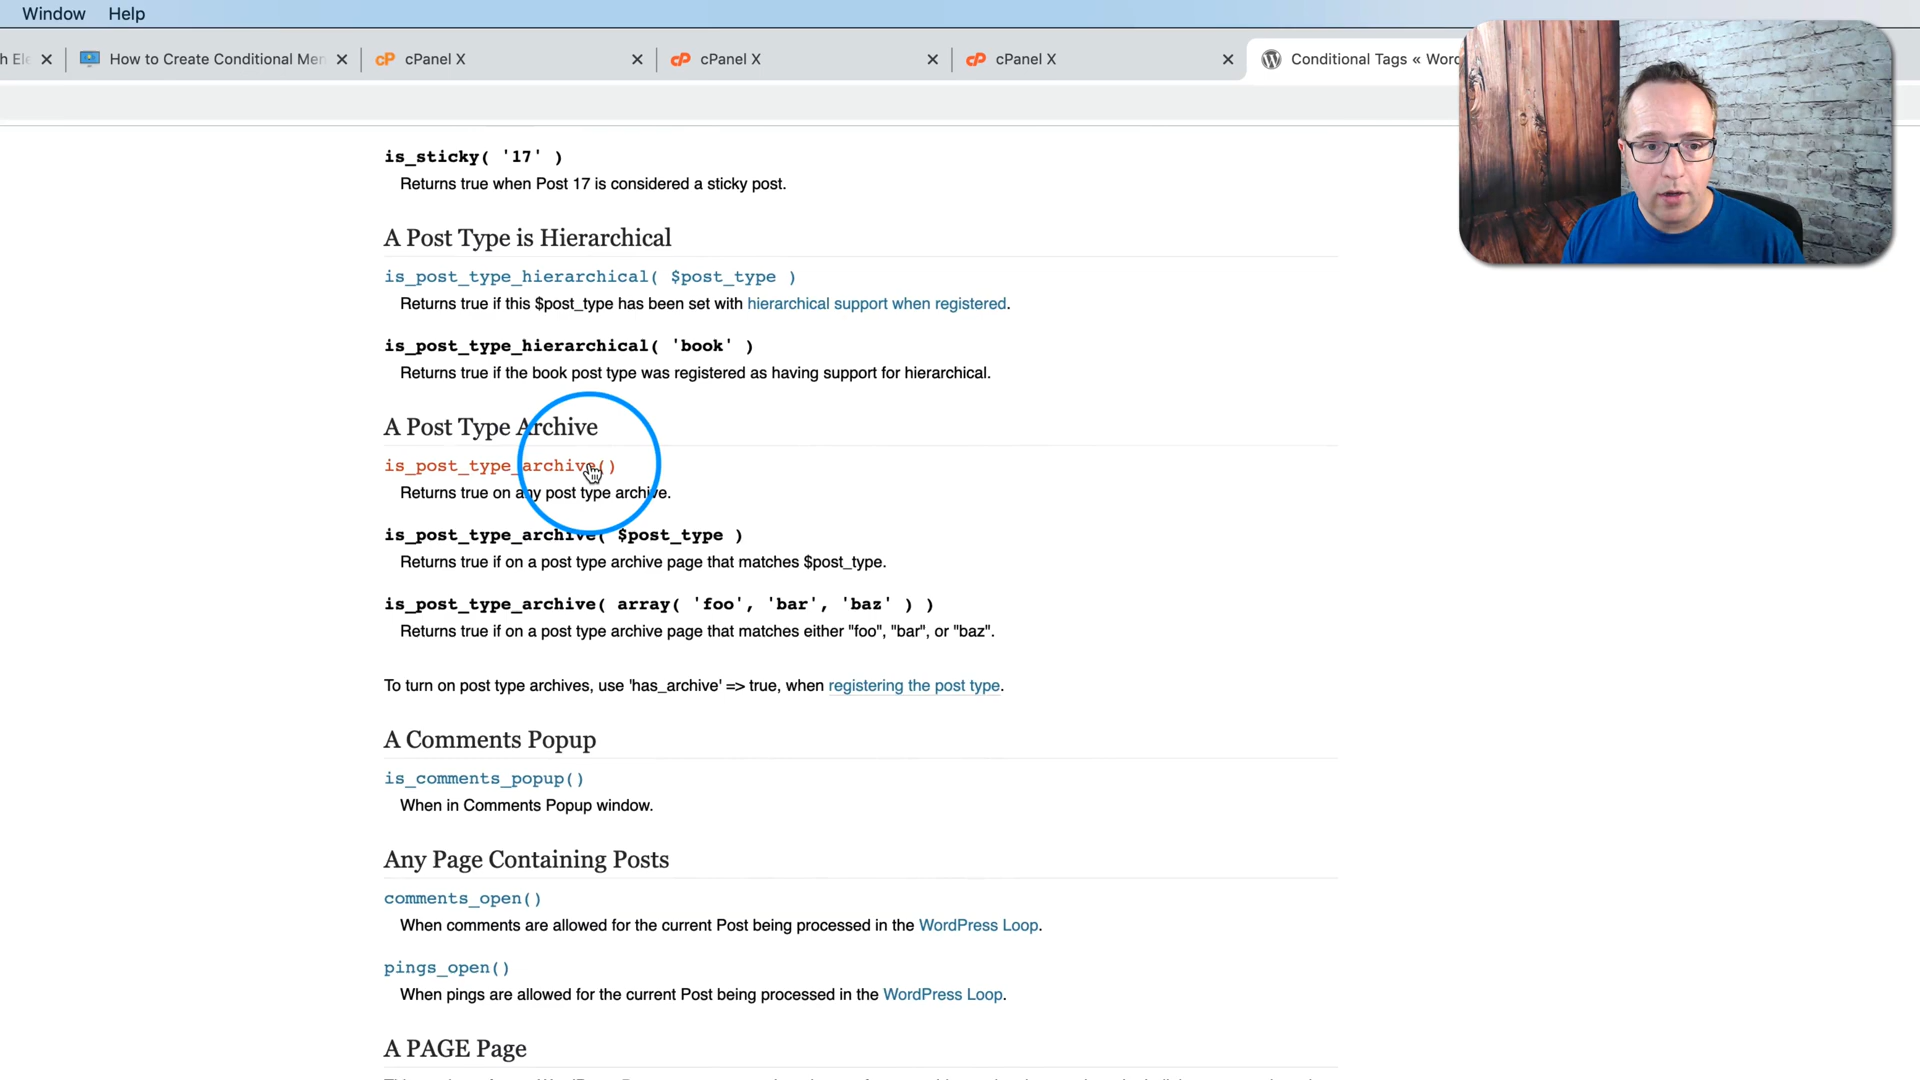 Window Help
How to Create Conditional Men
cPanel X
cPanel X
cPanel X
Conditional Tags « Word
is_sticky( '17' )
Returns true when Post 17 is considered a sticky post.
A Post Type is Hierarchical
is_post_type_hierarchical( $post_type )
Returns true if this $post_type has been set with hierarchical support when registered.
is_post_type_hierarchical( 'book' )
Returns true if the book post type was registered as having support for hierarchical.
A Post Type Archive
is_post_type_archive()
Returns true on any post type archive.
is_post_type_archive( $post_type )
Returns true if on a post type archive page that matches $post_type.
is_post_type_archive( array( 'foo', 'bar', 'baz' ) )
Returns true if on a post type archive page that matches either "foo", "bar", or "baz".
To turn on post type archives, use 'has_archive' => true, when registering the post type.
A Comments Popup
is_comments_popup()
When in Comments Popup window.
Any Page Containing Posts
comments_open()
When comments are allowed for the current Post being processed in the WordPress Loop.
pings_open()
When pings are allowed for the current Post being processed in the WordPress Loop.
A PAGE Page